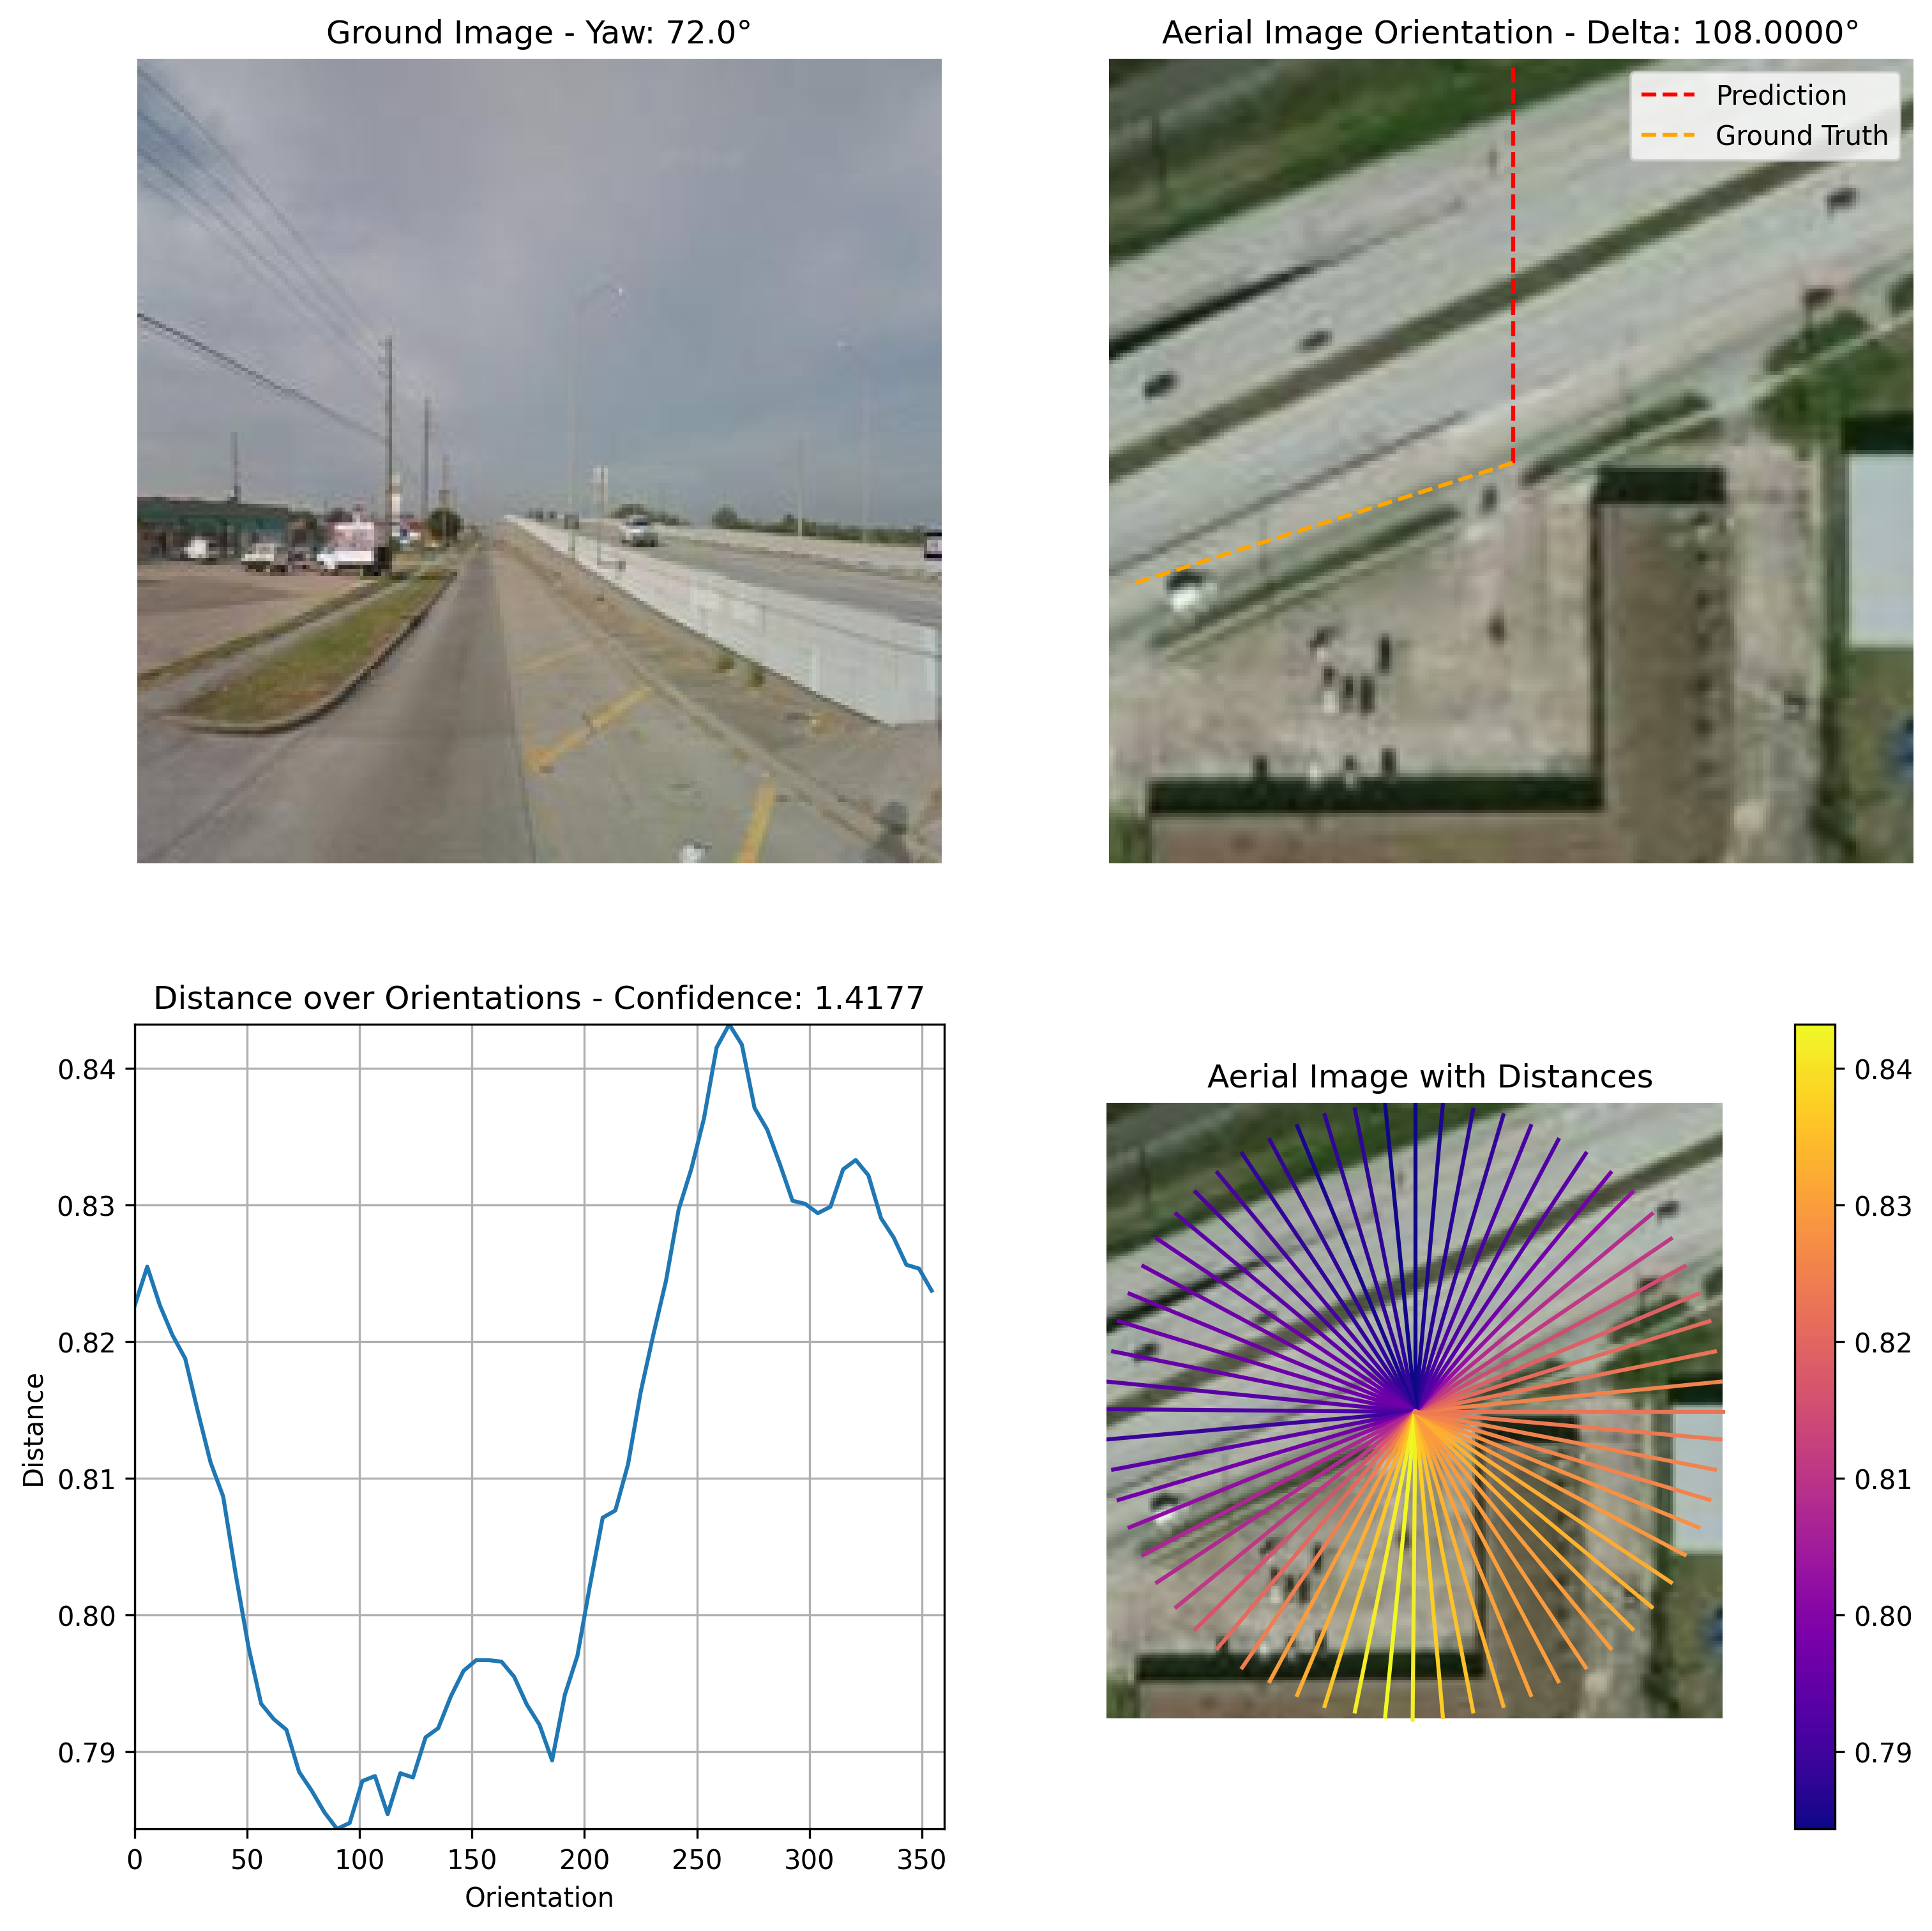 Ground Image - Yaw: 72.0°
Aerial Image Orientation - Delta: 108.0000°
Prediction
Ground Truth
Distance over Orientations - Confidence: 1.4177
0.84
0.83
0.82
0.81
0.80
0.79
Distance
0 50 100 150 200 250 300 350
Orientation
Aerial Image with Distances
0.84
0.83
0.82
0.81
0.80
0.79